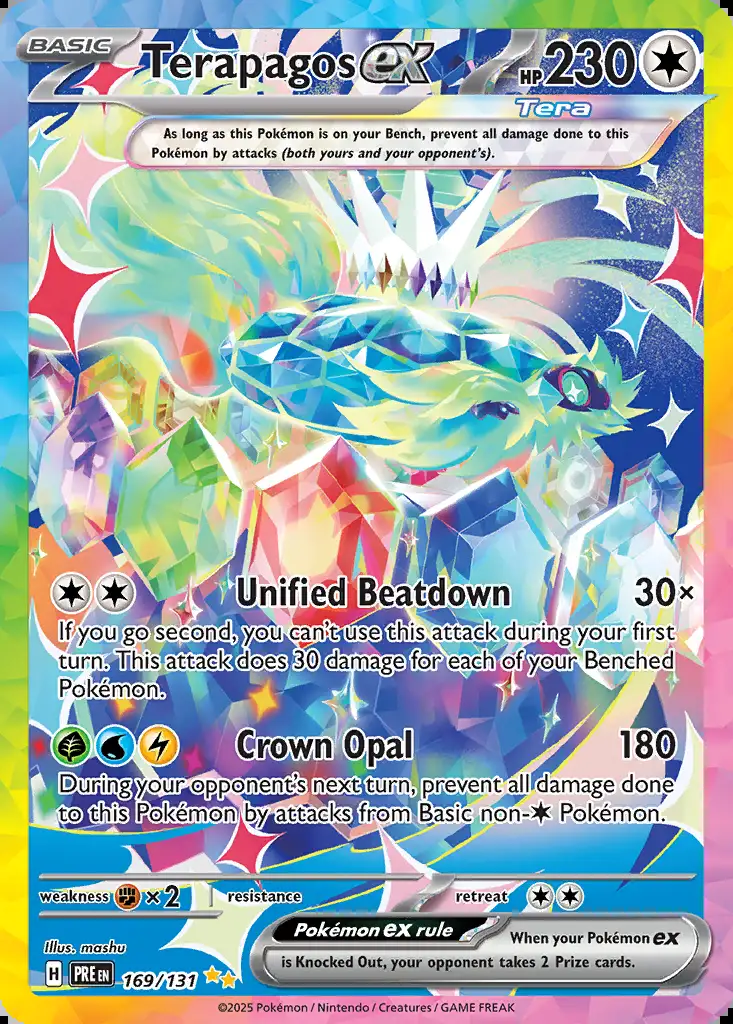 BASIC
Terapagos ex HP 230
Tera
As long as this Pokémon is on your Bench, prevent all damage done to this
Pokémon by attacks (both yours and your opponent's).
Unified Beatdown 30×
If you go second, you can't use this attack during your first
turn. This attack does 30 damage for each of your Benched
Pokémon.
Crown Opal 180
During your opponent's next turn, prevent all damage done
to this Pokémon by attacks from Basic non- Pokémon.
weakness ×2 resistance retreat
Illus. mashu
Pokémon ex rule
When your Pokémon ex
is Knocked Out, your opponent takes 2 Prize cards.
H PRE EN 169/131
©2025 Pokémon / Nintendo / Creatures / GAME FREAK